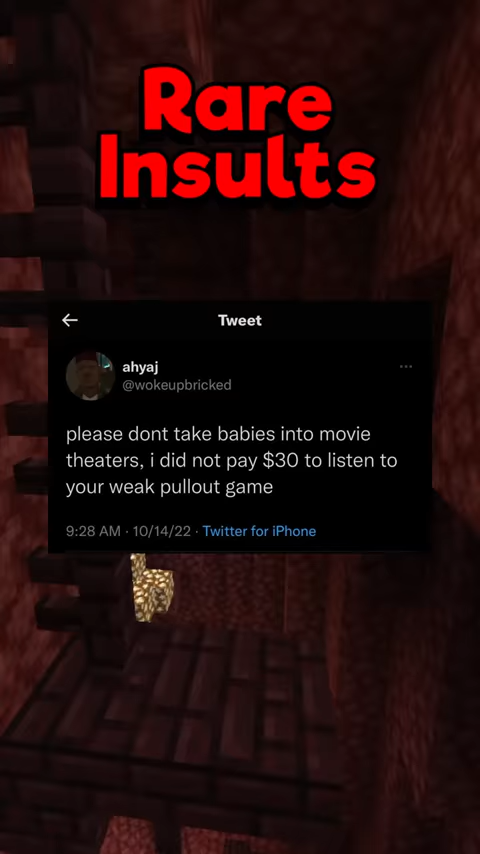 Rare
Insults
Tweet
ahyaj
@wokeupbricked
please dont take babies into movie
theaters, i did not pay $30 to listen to
your weak pullout game
9:28 AM · 10/14/22 · Twitter for iPhone